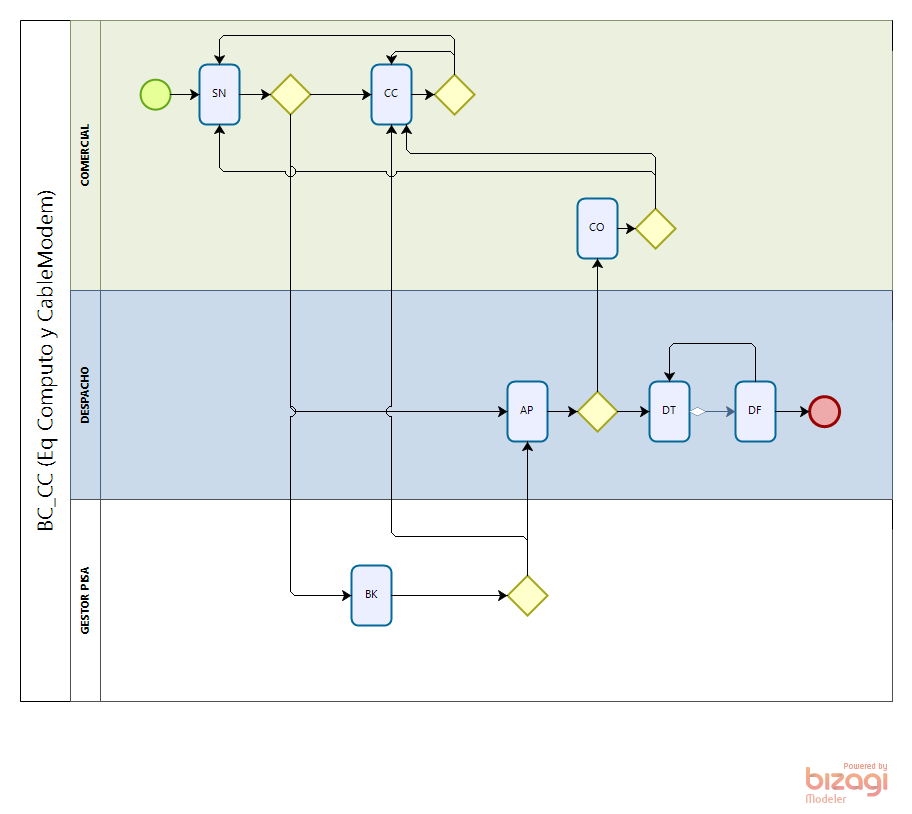 BC_CC (Eq Computo y CableModem)
COMERCIAL
SN
CC
CO
DESPACHO
AP
DT
DF
GESTOR PISA
BK
Powered by
bizagi
Modeler